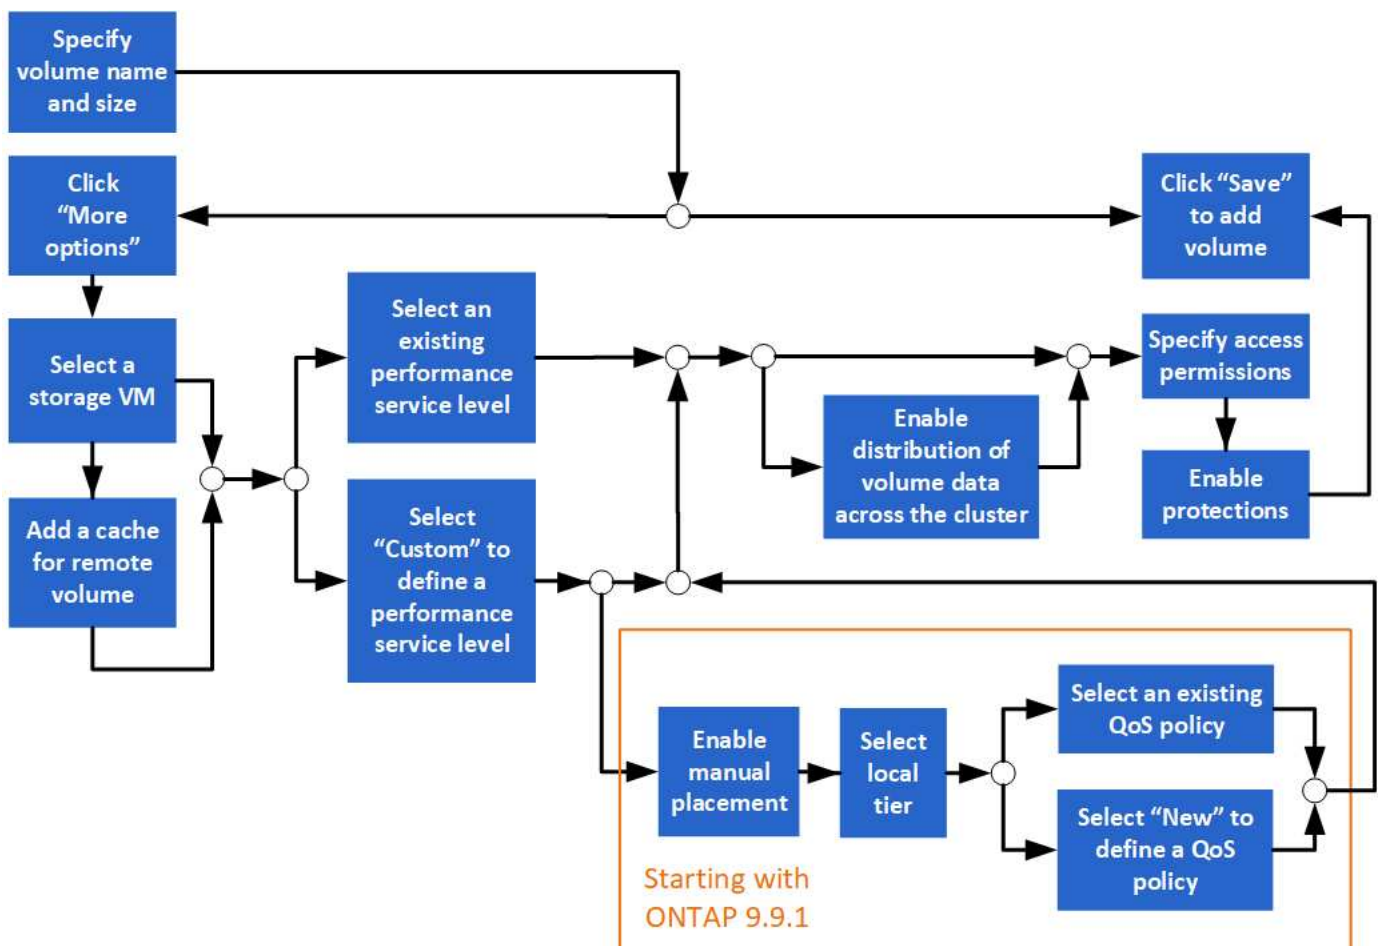 Specify
volume name
and size
Click
“More
options”
Click “Save”
to add
volume
Select a
storage VM
Add a cache
for remote
volume
Select an
existing
performance
service level
Select
“Custom” to
define a
performance
service level
Enable
distribution of
volume data
across the cluster
Specify access
permissions
Enable
protections
Enable
manual
placement
Select
local
tier
Select an existing
QoS policy
Select “New” to
define a QoS
policy
Starting with
ONTAP 9.9.1